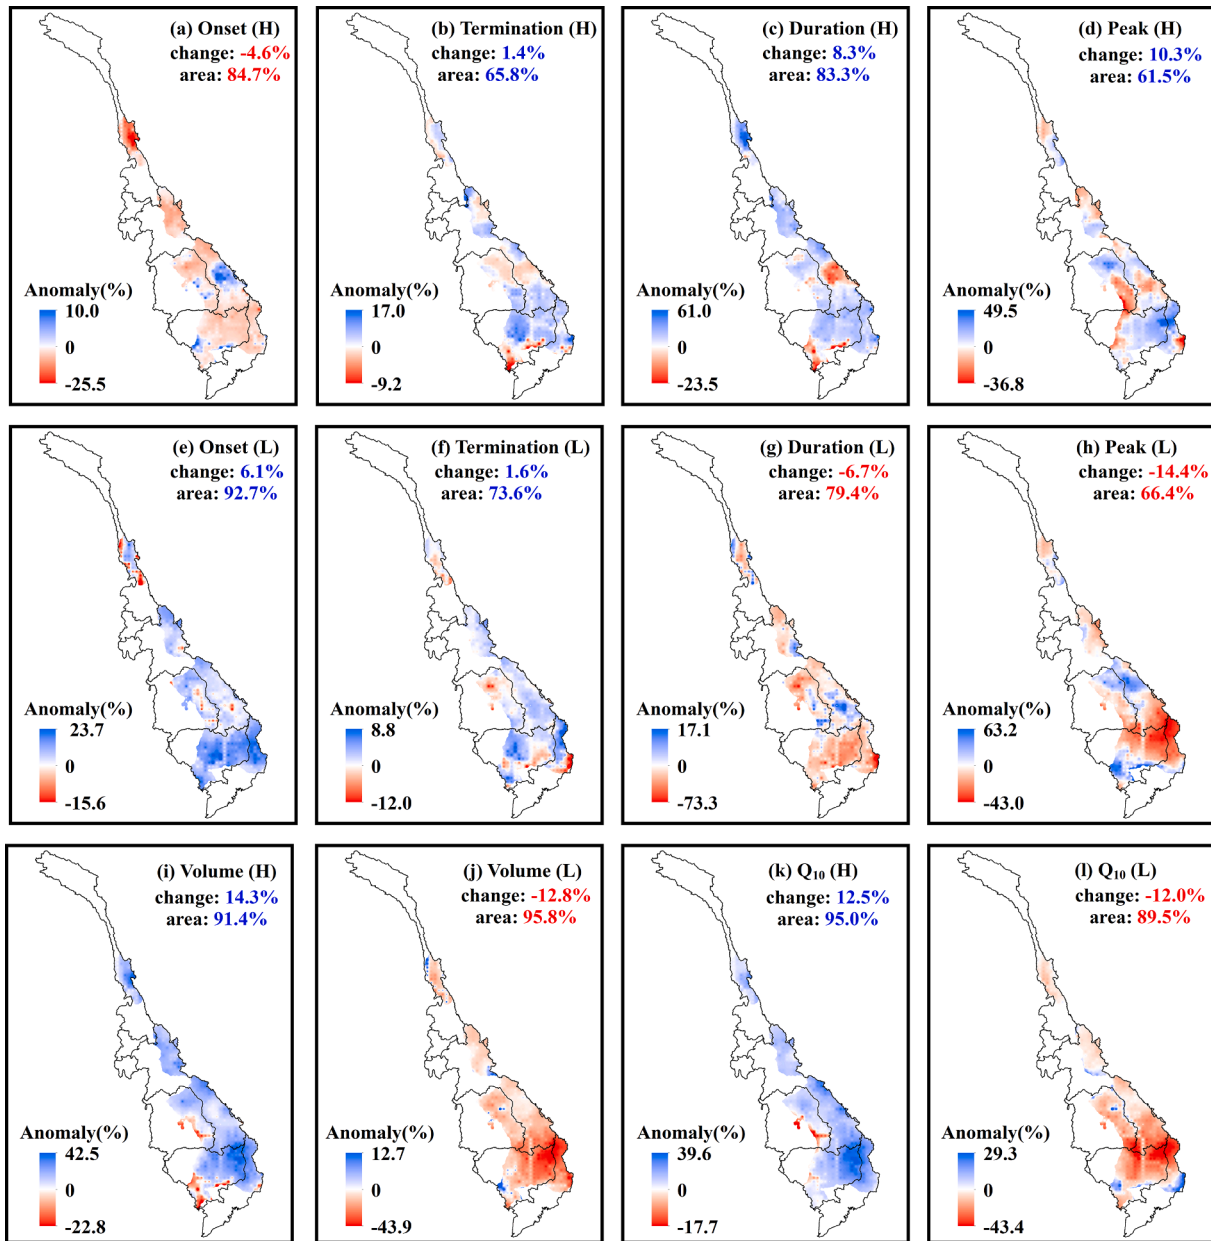 (a) Onset (H)
change: -4.6%
area: 84.7%
Anomaly(%)
10.0
0
-25.5
(b) Termination (H)
change: 1.4%
area: 65.8%
Anomaly(%)
17.0
0
-9.2
(c) Duration (H)
change: 8.3%
area: 83.3%
Anomaly(%)
61.0
0
-23.5
(d) Peak (H)
change: 10.3%
area: 61.5%
Anomaly(%)
49.5
0
-36.8
(e) Onset (L)
change: 6.1%
area: 92.7%
Anomaly(%)
23.7
0
-15.6
(f) Termination (L)
change: 1.6%
area: 73.6%
Anomaly(%)
8.8
0
-12.0
(g) Duration (L)
change: -6.7%
area: 79.4%
Anomaly(%)
17.1
0
-73.3
(h) Peak (L)
change: -14.4%
area: 66.4%
Anomaly(%)
63.2
0
-43.0
(i) Volume (H)
change: 14.3%
area: 91.4%
Anomaly(%)
42.5
0
-22.8
(j) Volume (L)
change: -12.8%
area: 95.8%
Anomaly(%)
12.7
0
-43.9
(k) Q₁₀ (H)
change: 12.5%
area: 95.0%
Anomaly(%)
39.6
0
-17.7
(l) Q₁₀ (L)
change: -12.0%
area: 89.5%
Anomaly(%)
29.3
0
-43.4